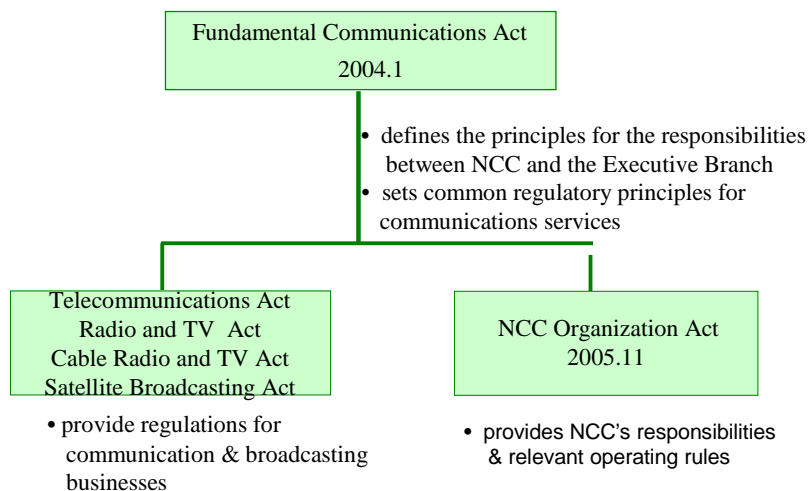 Fundamental Communications Act
2004.1
• defines the principles for the responsibilities
between NCC and the Executive Branch
• sets common regulatory principles for
communications services
Telecommunications Act
Radio and TV Act
Cable Radio and TV Act
Satellite Broadcasting Act
• provide regulations for
communication & broadcasting
businesses
NCC Organization Act
2005.11
• provides NCC's responsibilities
& relevant operating rules